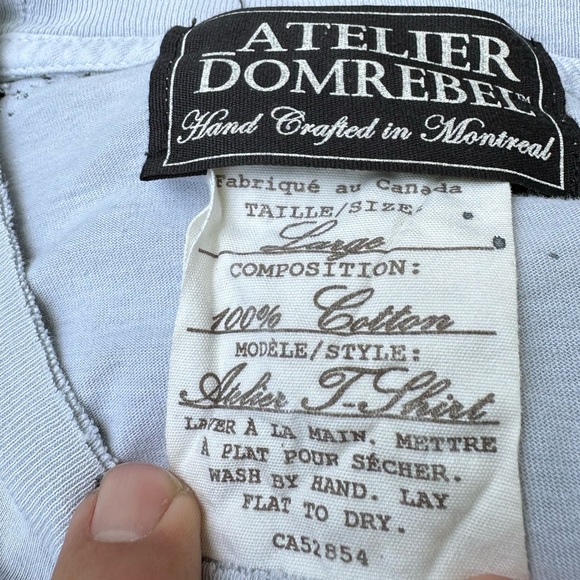 ATELIER
DOMREBEL™
Hand Crafted in Montreal
Fabriqué au Canada
TAILLE/SIZE:
Large
COMPOSITION:
100% Cotton
MODÈLE/STYLE:
Atelier T-Shirt
LAVER À LA MAIN. METTRE
À PLAT POUR SÉCHER.
WASH BY HAND. LAY
FLAT TO DRY.
CA52854